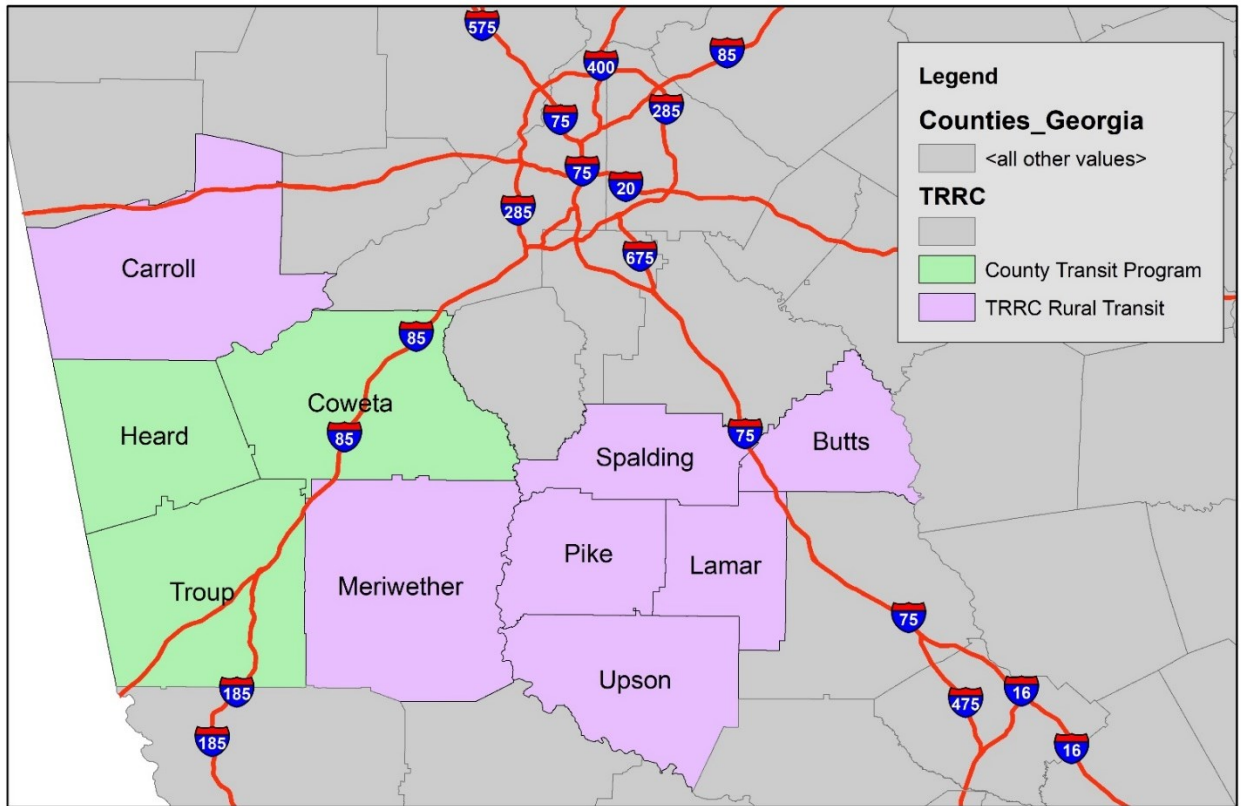 575
400
85
75
285
75
20
285
675
Legend
Counties_Georgia
<all other values>
TRRC
County Transit Program
TRRC Rural Transit
Carroll
85
Coweta
Heard
85
75
Butts
Spalding
Pike
Lamar
Troup
Meriwether
75
Upson
185
475
16
185
16